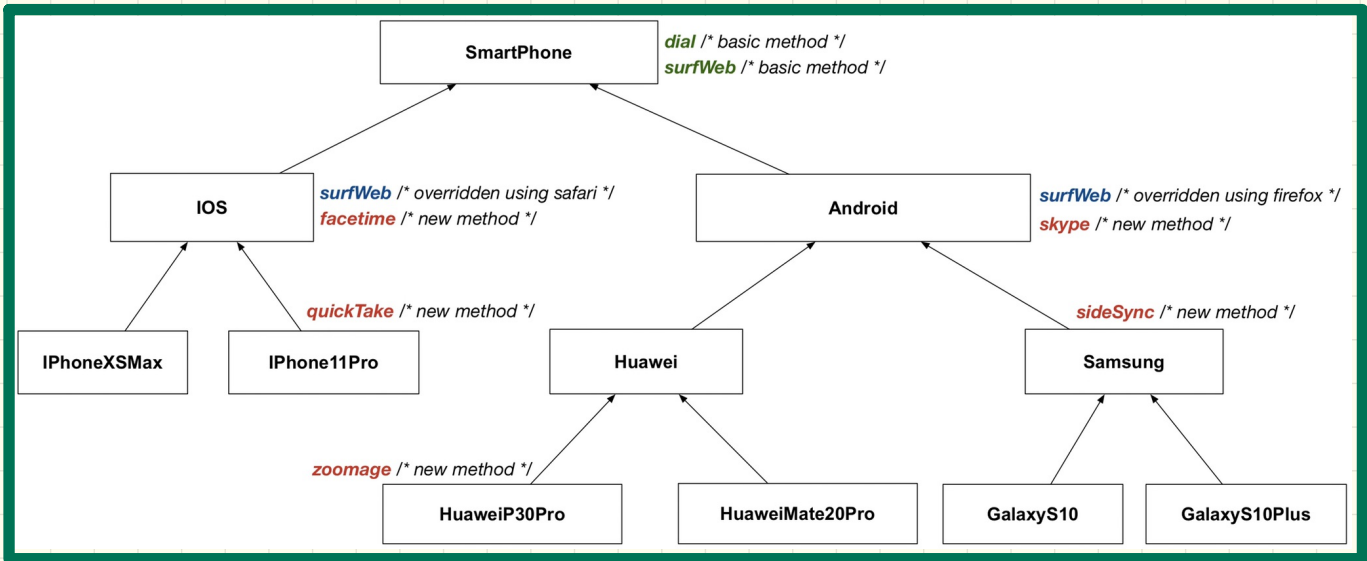 SmartPhone
dial /* basic method */
surfWeb /* basic method */
IOS
surfWeb /* overridden using safari */
facetime /* new method */
Android
surfWeb /* overridden using firefox */
skype /* new method */
quickTake /* new method */
sideSync /* new method */
IPhoneXSMax
IPhone11Pro
Huawei
Samsung
zoomage /* new method */
HuaweiP30Pro
HuaweiMate20Pro
GalaxyS10
GalaxyS10Plus